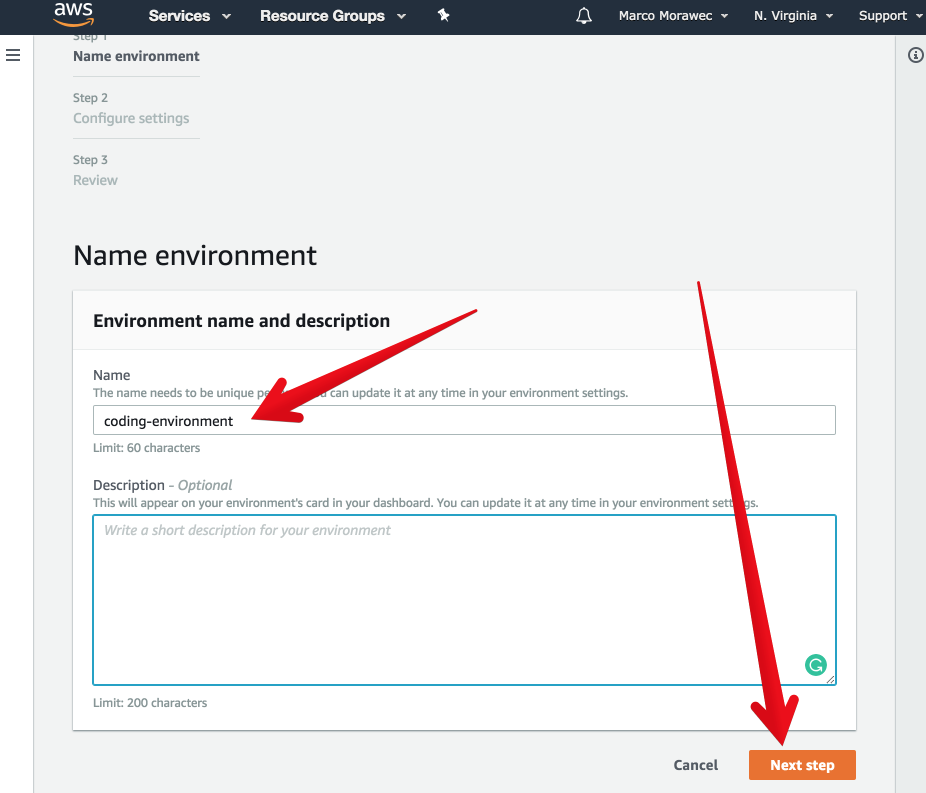 aws Services Resource Groups Marco Morawec N. Virginia Support
Step 1
Name environment
Step 2
Configure settings
Step 3
Review
Name environment
Environment name and description
Name
The name needs to be unique per can update it at any time in your environment settings.
coding-environment
Limit: 60 characters
Description - Optional
This will appear on your environment's card in your dashboard. You can update it at any time in your environment settings.
Write a short description for your environment
Limit: 200 characters
Cancel Next step